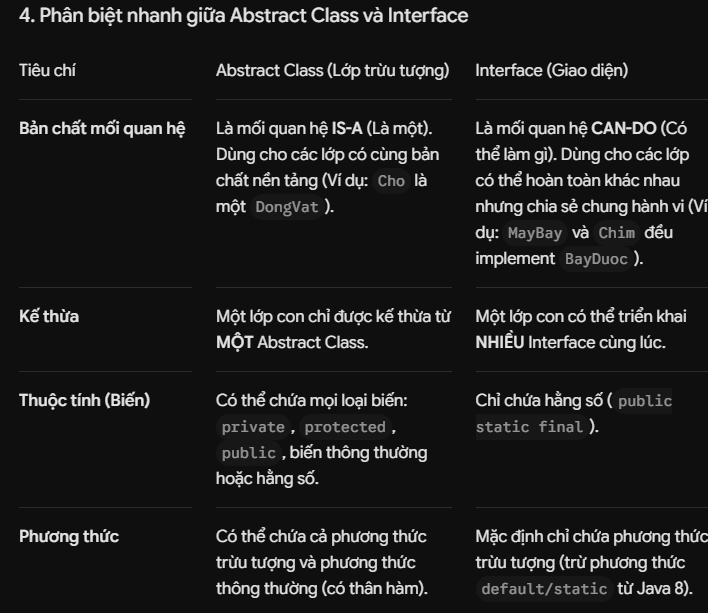 4. Phân biệt nhanh giữa Abstract Class và Interface
Tiêu chí
Abstract Class (Lớp trừu tượng)
Interface (Giao diện)
Bản chất mối quan hệ
Là mối quan hệ IS-A (Là một).
Dùng cho các lớp có cùng bản
chất nền tảng (Ví dụ: Cho là
một DongVat ).
Là mối quan hệ CAN-DO (Có
thể làm gì). Dùng cho các lớp
có thể hoàn toàn khác nhau
nhưng chia sẻ chung hành vi (Ví
dụ: MayBay và Chim đều
implement BayDuoc ).
Kế thừa
Một lớp con chỉ được kế thừa từ
MỘT Abstract Class.
Một lớp con có thể triển khai
NHIỀU Interface cùng lúc.
Thuộc tính (Biến)
Có thể chứa mọi loại biến:
private , protected ,
public , biến thông thường
hoặc hằng số.
Chỉ chứa hằng số ( public
static final ).
Phương thức
Có thể chứa cả phương thức
trừu tượng và phương thức
thông thường (có thân hàm).
Mặc định chỉ chứa phương thức
trừu tượng (trừ phương thức
default/static từ Java 8).